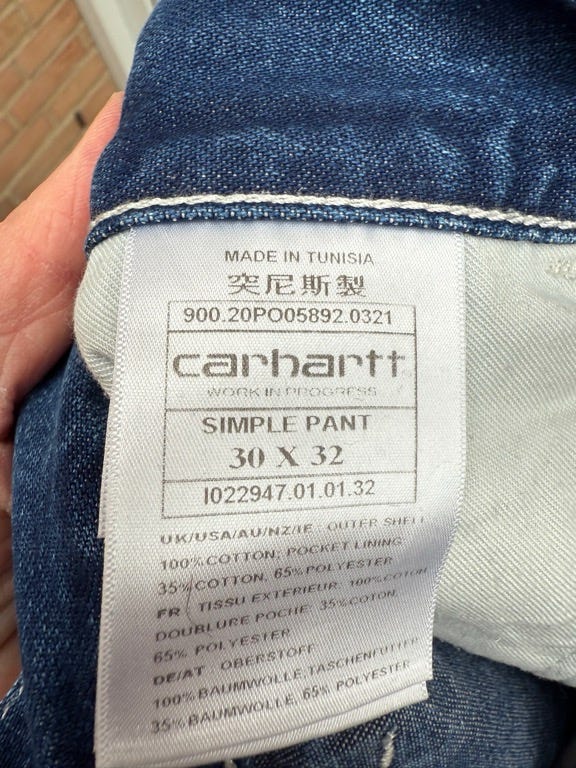 MADE IN TUNISIA
突尼斯製
900.20PO05892.0321
carhartt
WORK IN PROGRESS
SIMPLE PANT
30 X 32
I022947.01.01.32
UK/USA/AU/NZ/IE OUTER SHELL
100%COTTON, POCKET LINING
35%COTTON, 65%POLYESTER
FR TISSU EXTERIEUR: 100%COTON
DOUBLURE POCHE: 35%COTON,
65% POLYESTER
DE/AT OBERSTOFF
100%BAUMWOLLE,TASCHENFUTTER
35%BAUMWOLLE, 65% POLYESTER